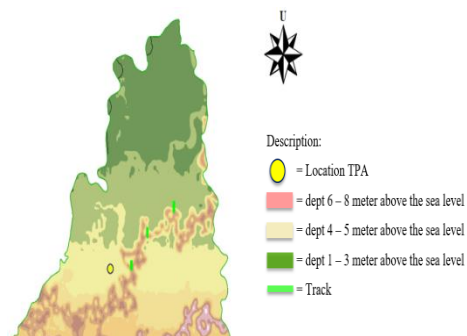 U
Description:
= Location TPA
= dept 6 – 8 meter above the sea level
= dept 4 – 5 meter above the sea level
= dept 1 – 3 meter above the sea level
= Track